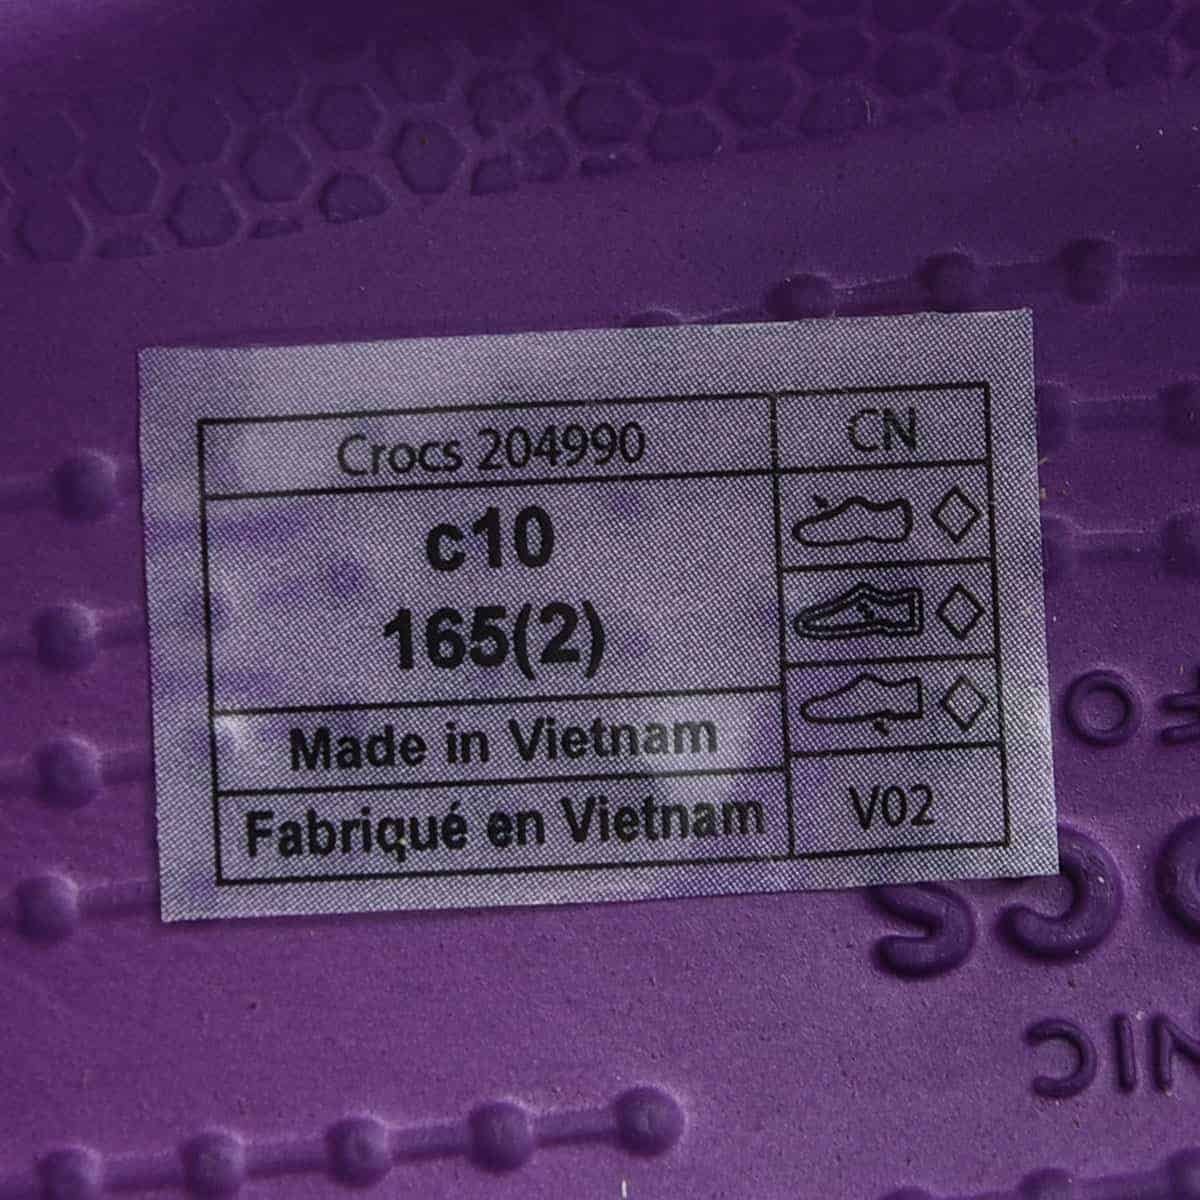 Crocs 204990
CN
c10
165(2)
Made in Vietnam
Fabriqué en Vietnam
V02